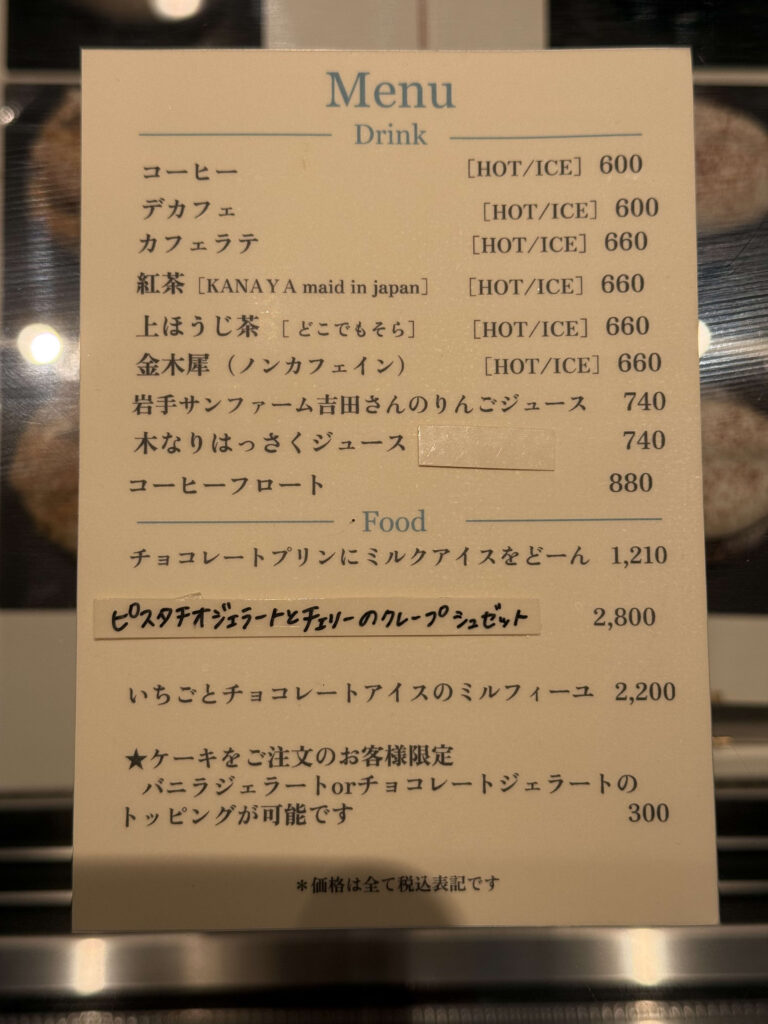 Menu
Drink
コーヒー [HOT/ICE] 600
デカフェ [HOT/ICE] 600
カフェラテ [HOT/ICE] 660
紅茶 [KANAYA maid in japan] [HOT/ICE] 660
上ほうじ茶 [どこでもそら] [HOT/ICE] 660
金木犀（ノンカフェイン） [HOT/ICE] 660
岩手サンファーム吉田さんのりんごジュース 740
木なりはっさくジュース 740
コーヒーフロート 880
Food
チョコレートプリンにミルクアイスをどーん 1,210
ピスタチオジェラートとチェリーのクレープシュゼット 2,800
いちごとチョコレートアイスのミルフィーユ 2,200
★ケーキをご注文のお客様限定
バニラジェラートorチョコレートジェラートの
トッピングが可能です 300
＊価格は全て税込表記です